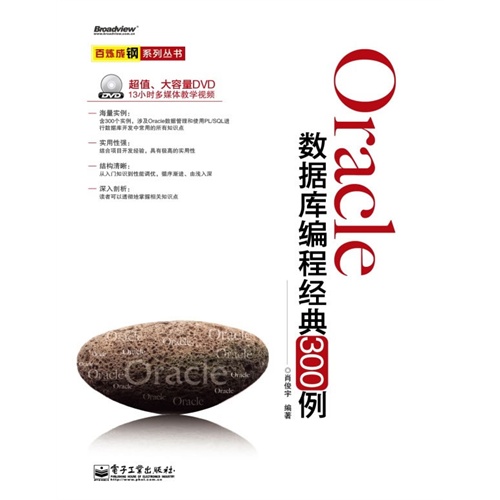 Broadview®
百炼成钢系列丛书
超值、大容量DVD
13小时多媒体教学视频
DVD
海量实例：
含300个实例，涉及Oracle数据管理和使用PL/SQL进
行数据库开发中常用的所有知识点
实用性强：
结合项目开发经验，具有很高的实用性
结构清晰：
从入门知识到性能调优，循序渐进、由浅入深
深入剖析：
读者可以透彻地掌握相关知识点
Oracle
数据库编程经典300例
◎肖俊宇 编著
Oracle
Oracle
Oracle
Oracle
Oracle
電子工業出版社